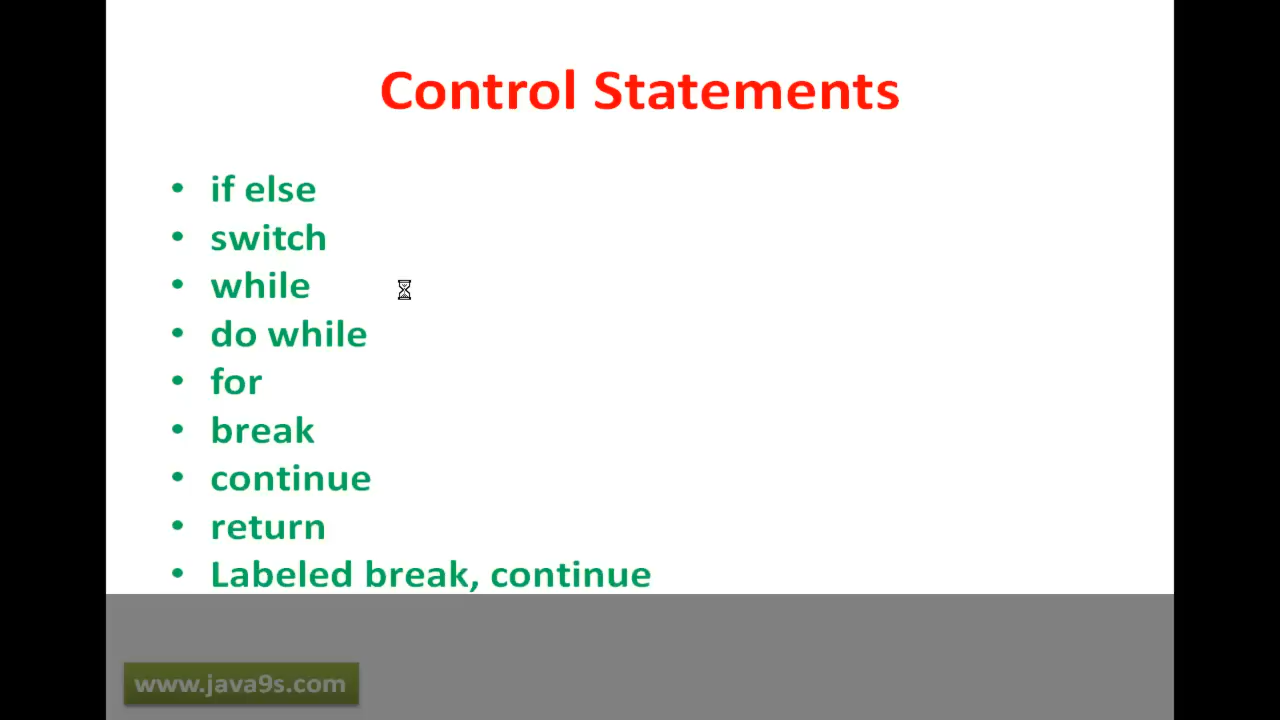 Control Statements
• if else
• switch
• while
• do while
• for
• break
• continue
• return
• Labeled break, continue
www.java9s.com